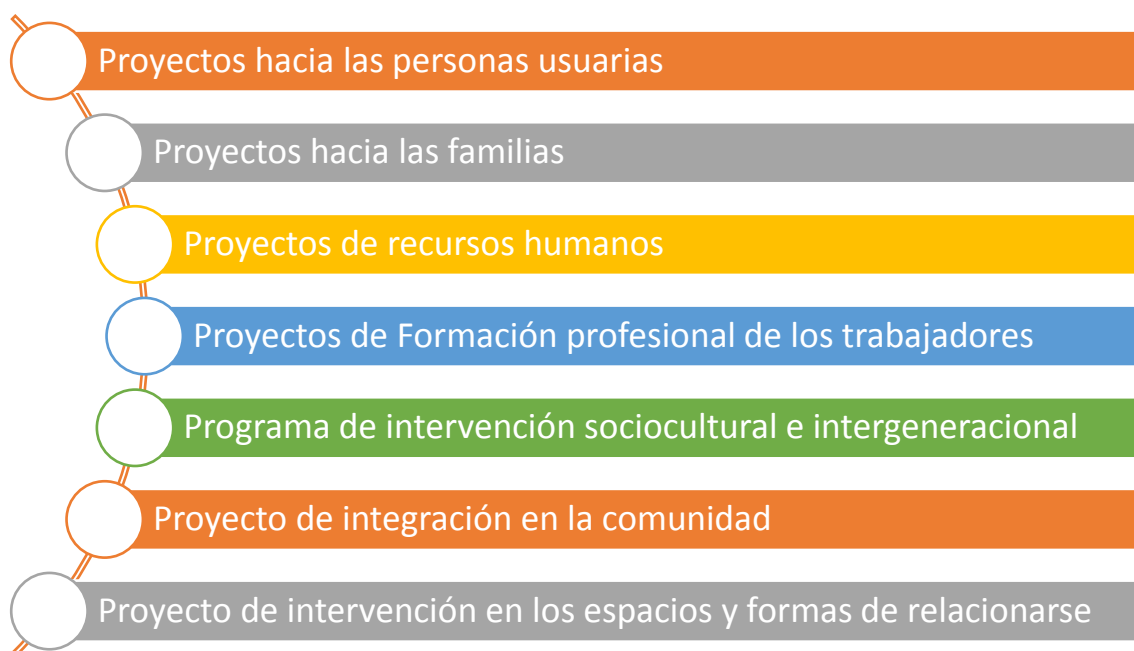 Proyectos hacia las personas usuarias
Proyectos hacia las familias
Proyectos de recursos humanos
Proyectos de Formación profesional de los trabajadores
Programa de intervención sociocultural e intergeneracional
Proyecto de integración en la comunidad
Proyecto de intervención en los espacios y formas de relacionarse